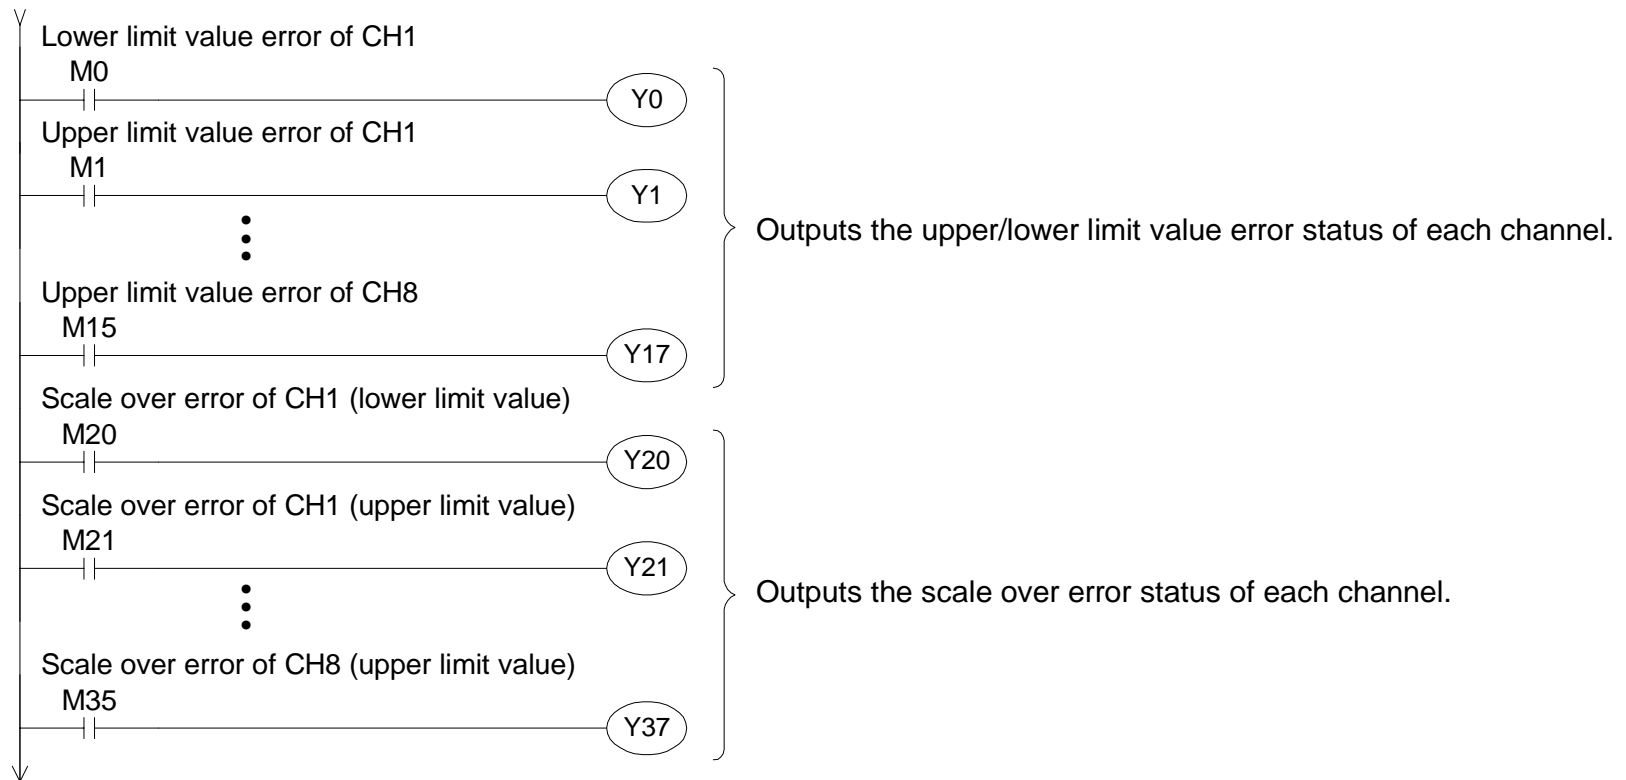 Lower limit value error of CH1
M0
Y0
Upper limit value error of CH1
M1
Y1
Outputs the upper/lower limit value error status of each channel.
Upper limit value error of CH8
M15
Y17
Scale over error of CH1 (lower limit value)
M20
Y20
Scale over error of CH1 (upper limit value)
M21
Y21
Outputs the scale over error status of each channel.
Scale over error of CH8 (upper limit value)
M35
Y37